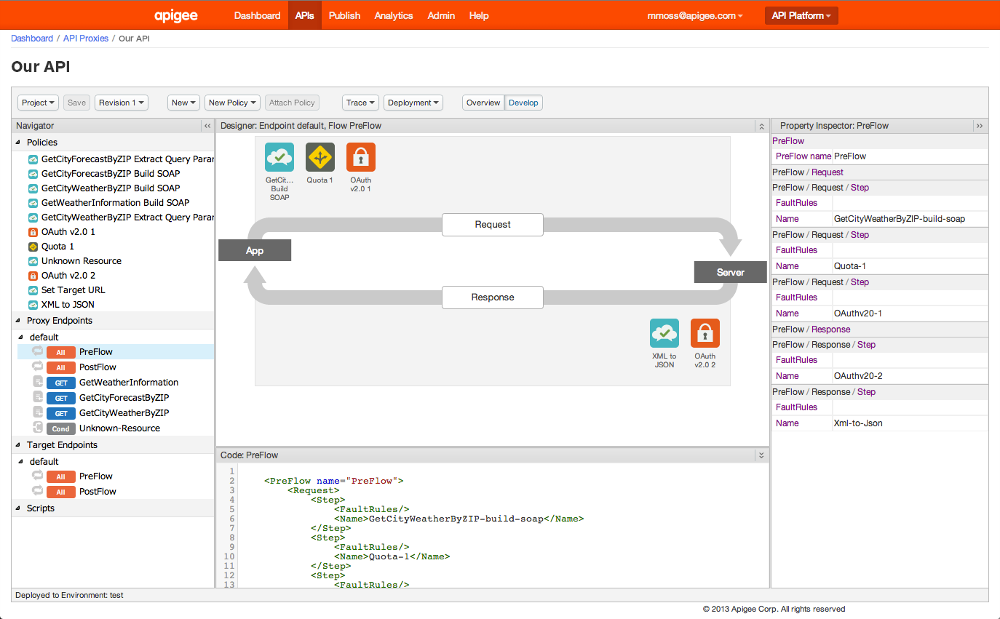 apigee Dashboard APIs Publish Analytics Admin Help mmoss@apigee.com API Platform
Dashboard / API Proxies / Our API
Our API
Project Save Revision 1 New New Policy Attach Policy Trace Deployment Overview Develop
Navigator
Policies
GetCityForecastByZIP Extract Query Parar
GetCityForecastByZIP Build SOAP
GetCityWeatherByZIP Build SOAP
GetWeatherInformation Build SOAP
GetCityWeatherByZIP Extract Query Parar
OAuth v2.0 1
Quota 1
Unknown Resource
OAuth v2.0 2
Set Target URL
XML to JSON
Proxy Endpoints
default
All PreFlow
All PostFlow
GET GetWeatherInformation
GET GetCityForecastByZIP
GET GetCityWeatherByZIP
Cond Unknown-Resource
Target Endpoints
default
All PreFlow
All PostFlow
Scripts
Designer: Endpoint default, Flow PreFlow
GetCit...
Build
SOAP
Quota 1
OAuth
v2.0 1
Request
App
Server
Response
XML to
JSON
OAuth
v2.0 2
Code: PreFlow
1
2 <PreFlow name="PreFlow">
3 <Request>
4 <Step>
5 <FaultRules/>
6 <Name>GetCityWeatherByZIP-build-soap</Name>
7 </Step>
8 <Step>
9 <FaultRules/>
10 <Name>Quota-1</Name>
11 </Step>
12 <Step>
13 <FaultRules/>
Property Inspector: PreFlow
PreFlow
PreFlow name PreFlow
PreFlow / Request
PreFlow / Request / Step
FaultRules
Name GetCityWeatherByZIP-build-soap
PreFlow / Request / Step
FaultRules
Name Quota-1
PreFlow / Request / Step
FaultRules
Name OAuthv20-1
PreFlow / Response
PreFlow / Response / Step
FaultRules
Name OAuthv20-2
PreFlow / Response / Step
FaultRules
Name Xml-to-Json
Deployed to Environment: test
© 2013 Apigee Corp. All rights reserved